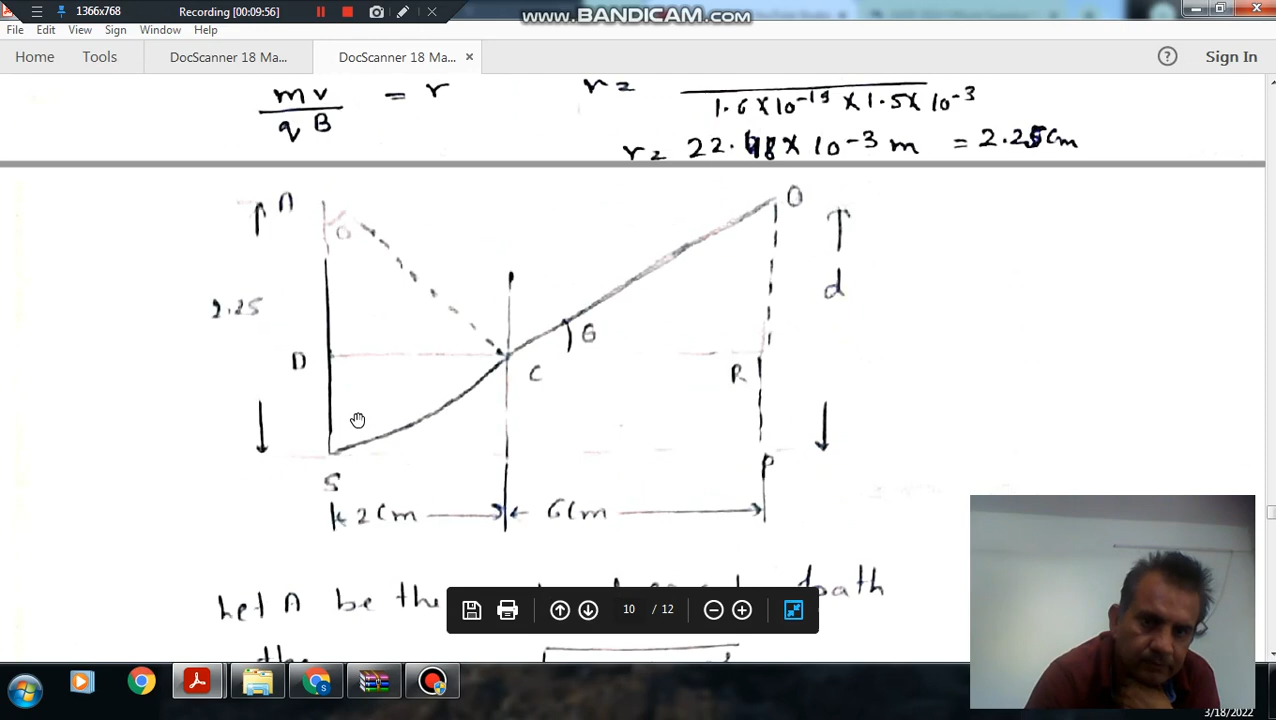 1366x768 Recording [00:09:56] www.BANDICAM.com
File Edit View Sign Window Help
Home Tools DocScanner 18 Ma... DocScanner 18 Ma... × Sign In
mv = r r =
qB 1.6 × 10-19 × 1.5 × 10-3
r = × 10-3 m = 2.25 cm
A O
θ
2.25 d
θ
D C R
S P
2 cm 6 cm
Let A be the path
10 / 12
the
3/18/2022